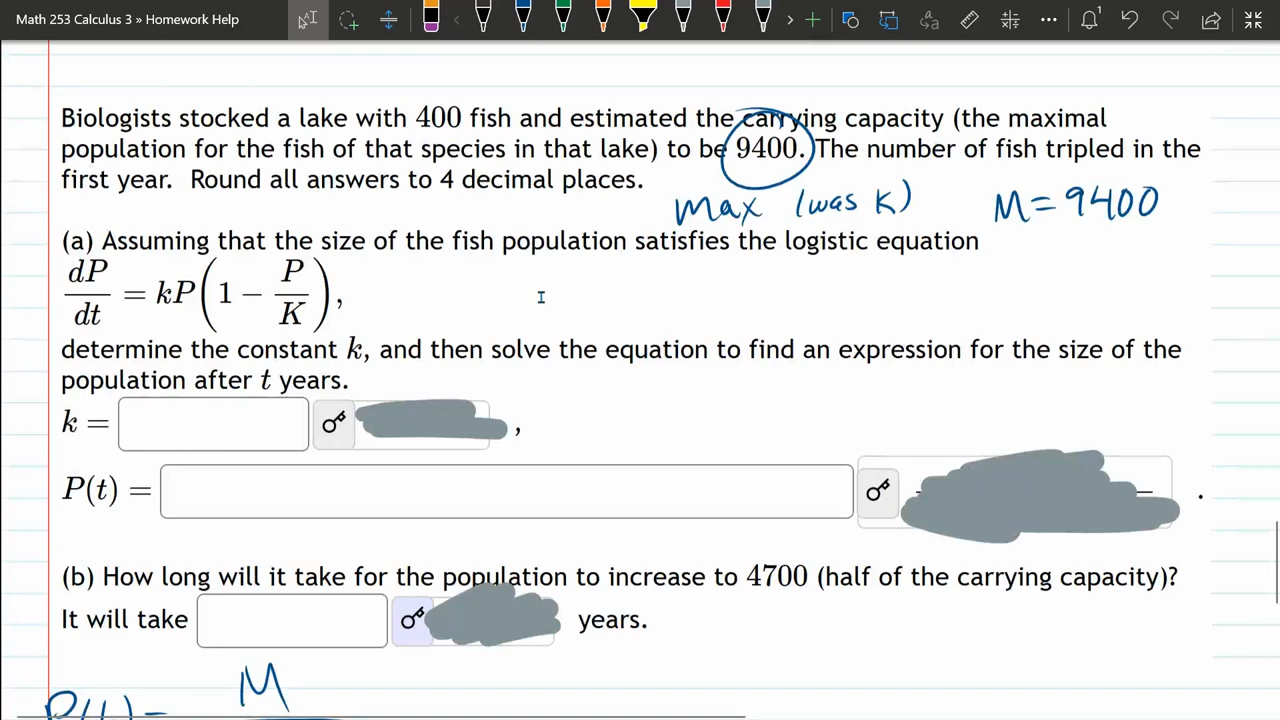 Math 253 Calculus 3 » Homework Help
Biologists stocked a lake with 400 fish and estimated the carrying capacity (the maximal
population for the fish of that species in that lake) to be 9400. The number of fish tripled in the
first year. Round all answers to 4 decimal places.
max (was K) M = 9400
(a) Assuming that the size of the fish population satisfies the logistic equation
dP/dt = kP(1 − P/K),
determine the constant k, and then solve the equation to find an expression for the size of the
population after t years.
k = ,
P(t) = .
(b) How long will it take for the population to increase to 4700 (half of the carrying capacity)?
It will take years.
P(t) = M